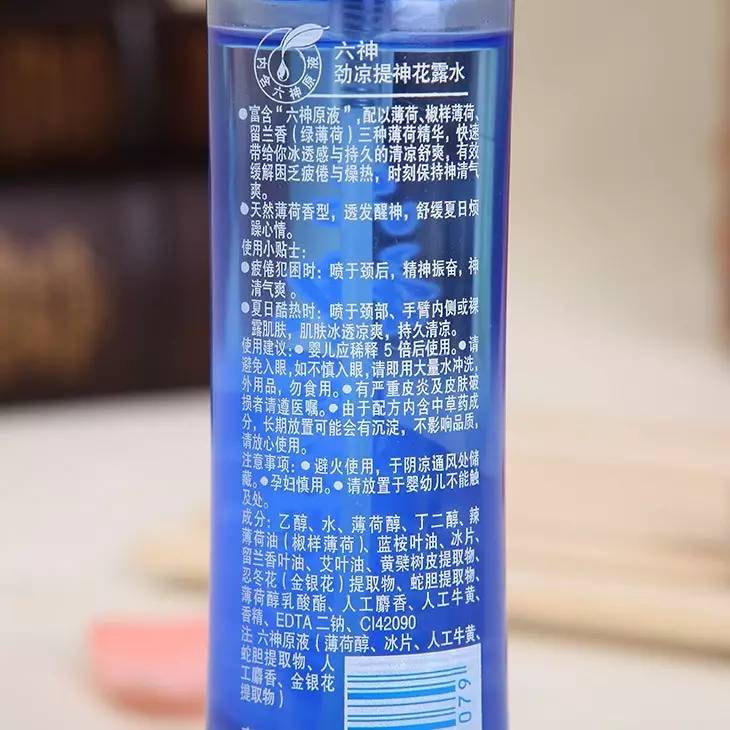 内含六神原液
六神
劲凉提神花露水
●富含“六神原液”,配以薄荷、椒样薄荷、
留兰香(绿薄荷)三种薄荷精华,快速
带给你冰透感与持久的清凉舒爽,有效
缓解困乏疲倦与燥热,时刻保持神清气
爽。
●天然薄荷香型,透发醒神,舒缓夏日烦
躁心情。
使用小贴士:
●疲倦犯困时:喷于颈后,精神振奋,神
清气爽。
●夏日酷热时:喷于颈部、手臂内侧或裸
露肌肤,肌肤冰透凉爽,持久清凉。
使用建议:●婴儿应稀释 5 倍后使用。●请
避免入眼,如不慎入眼,请即用大量水冲洗。
外用品,勿食用。●有严重皮炎及皮肤破
损者请遵医嘱。●由于配方内含中草药成
分,长期放置可能会有沉淀,不影响品质,
请放心使用。
注意事项:●避火使用,于阴凉通风处储
藏。●孕妇慎用。●请放置于婴幼儿不能触
及处。
成分:乙醇、水、薄荷醇、丁二醇、辣
薄荷油(椒样薄荷)、蓝桉叶油、冰片、
留兰香叶油、艾叶油、黄檗树皮提取物、
忍冬花(金银花)提取物、蛇胆提取物、
薄荷醇乳酸酯、人工麝香、人工牛黄、
香精、EDTA 二钠、CI42090
注:六神原液(薄荷醇、冰片、人工牛黄、
蛇胆提取物、人
工麝香、金银花
提取物)
079